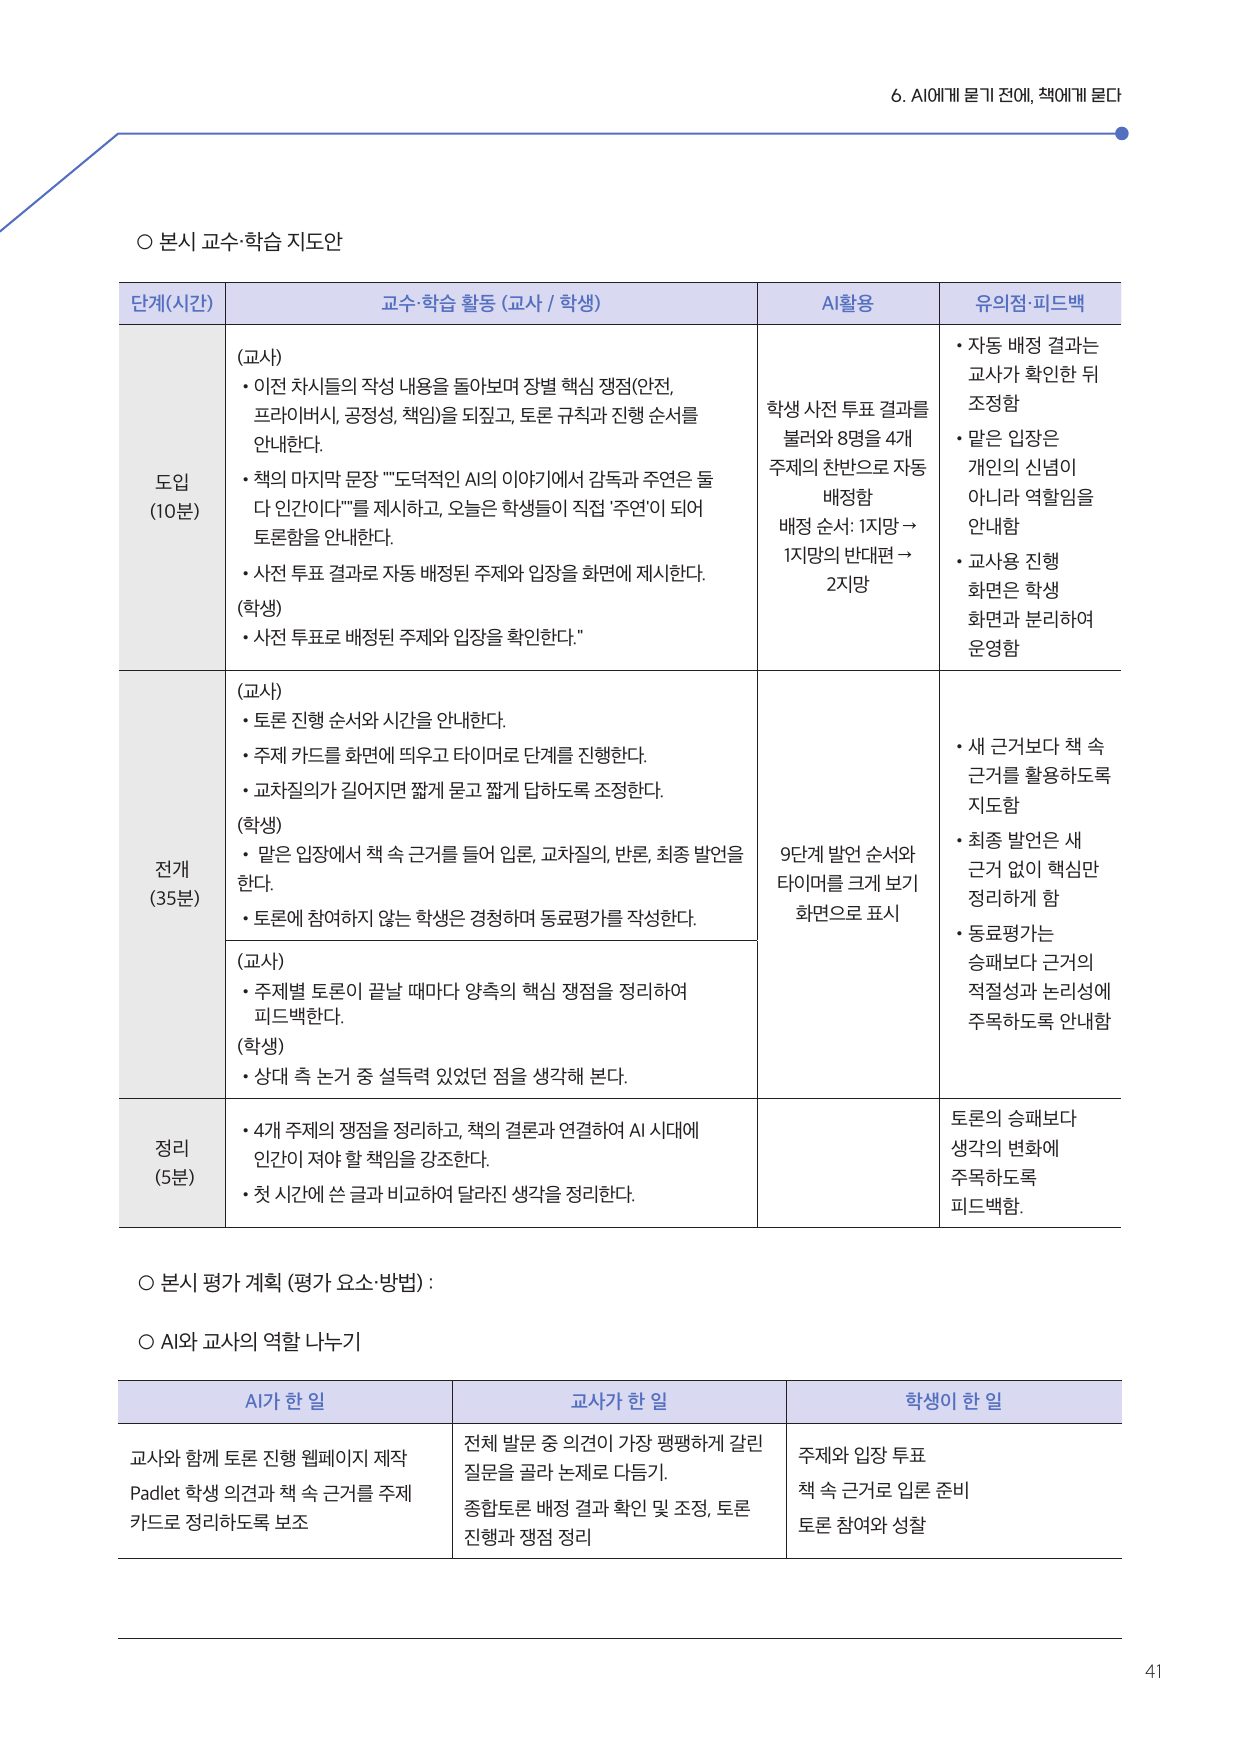 6. AI에게 묻기 전에, 책에게 묻다
○ 본시 교수·학습 지도안
단계(시간)
교수·학습 활동 (교사 / 학생)
AI활용
유의점·피드백
도입
(10분)
(교사)
• 이전 차시들의 작성 내용을 돌아보며 장별 핵심 쟁점(안전,
프라이버시, 공정성, 책임)을 되짚고, 토론 규칙과 진행 순서를
안내한다.
• 책의 마지막 문장 ""도덕적인 AI의 이야기에서 감독과 주연은 둘
다 인간이다""를 제시하고, 오늘은 학생들이 직접 '주연'이 되어
토론함을 안내한다.
• 사전 투표 결과로 자동 배정된 주제와 입장을 화면에 제시한다.
(학생)
• 사전 투표로 배정된 주제와 입장을 확인한다."
학생 사전 투표 결과를
불러와 8명을 4개
주제의 찬반으로 자동
배정함
배정 순서: 1지망 →
1지망의 반대편 →
2지망
• 자동 배정 결과는
교사가 확인한 뒤
조정함
• 맡은 입장은
개인의 신념이
아니라 역할임을
안내함
• 교사용 진행
화면은 학생
화면과 분리하여
운영함
전개
(35분)
(교사)
• 토론 진행 순서와 시간을 안내한다.
• 주제 카드를 화면에 띄우고 타이머로 단계를 진행한다.
• 교차질의가 길어지면 짧게 묻고 짧게 답하도록 조정한다.
(학생)
• 맡은 입장에서 책 속 근거를 들어 입론, 교차질의, 반론, 최종 발언을
한다.
• 토론에 참여하지 않는 학생은 경청하며 동료평가를 작성한다.
(교사)
• 주제별 토론이 끝날 때마다 양측의 핵심 쟁점을 정리하여
피드백한다.
(학생)
• 상대 측 논거 중 설득력 있었던 점을 생각해 본다.
9단계 발언 순서와
타이머를 크게 보기
화면으로 표시
• 새 근거보다 책 속
근거를 활용하도록
지도함
• 최종 발언은 새
근거 없이 핵심만
정리하게 함
• 동료평가는
승패보다 근거의
적절성과 논리성에
주목하도록 안내함
정리
(5분)
• 4개 주제의 쟁점을 정리하고, 책의 결론과 연결하여 AI 시대에
인간이 져야 할 책임을 강조한다.
• 첫 시간에 쓴 글과 비교하여 달라진 생각을 정리한다.
토론의 승패보다
생각의 변화에
주목하도록
피드백함.
○ 본시 평가 계획 (평가 요소·방법) :
○ AI와 교사의 역할 나누기
AI가 한 일
교사가 한 일
학생이 한 일
교사와 함께 토론 진행 웹페이지 제작
Padlet 학생 의견과 책 속 근거를 주제
카드로 정리하도록 보조
전체 발문 중 의견이 가장 팽팽하게 갈린
질문을 골라 논제로 다듬기.
종합토론 배정 결과 확인 및 조정, 토론
진행과 쟁점 정리
주제와 입장 투표
책 속 근거로 입론 준비
토론 참여와 성찰
41